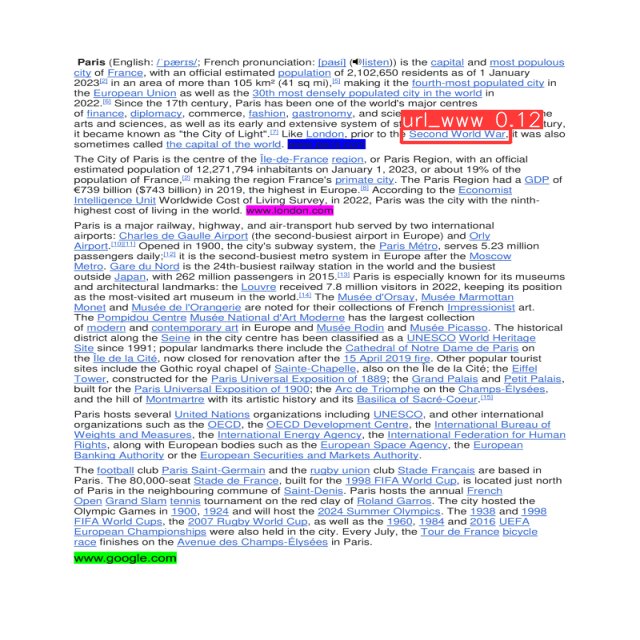 Paris (English: /ˈpærɪs/; French pronunciation: [paʁi] (listen)) is the capital and most populous
city of France, with an official estimated population of 2,102,650 residents as of 1 January
2023[2] in an area of more than 105 km² (41 sq mi),[5] making it the fourth-most populated city in
the European Union as well as the 30th most densely populated city in the world in
2022.[6] Since the 17th century, Paris has been one of the world's major centres
of finance, diplomacy, commerce, fashion, gastronomy, and
url_www 0.12
arts and sciences, as well as its early and extensive system of
it became known as "the City of Light".[7] Like London, prior to the Second World War, it was also
sometimes called the capital of the world.
The City of Paris is the centre of the Île-de-France region, or Paris Region, with an official
estimated population of 12,271,794 inhabitants on January 1, 2023, or about 19% of the
population of France,[2] making the region France's primate city. The Paris Region had a GDP of
€739 billion ($743 billion) in 2019, the highest in Europe.[8] According to the Economist
Intelligence Unit Worldwide Cost of Living Survey, in 2022, Paris was the city with the ninth-
highest cost of living in the world. www.london.com
Paris is a major railway, highway, and air-transport hub served by two international
airports: Charles de Gaulle Airport (the second-busiest airport in Europe) and Orly
Airport.[10][11] Opened in 1900, the city's subway system, the Paris Métro, serves 5.23 million
passengers daily;[12] it is the second-busiest metro system in Europe after the Moscow
Metro. Gare du Nord is the 24th-busiest railway station in the world and the busiest
outside Japan, with 262 million passengers in 2015.[13] Paris is especially known for its museums
and architectural landmarks: the Louvre received 7.8 million visitors in 2022, keeping its position
as the most-visited art museum in the world.[14] The Musée d'Orsay, Musée Marmottan
Monet and Musée de l'Orangerie are noted for their collections of French Impressionist art.
The Pompidou Centre Musée National d'Art Moderne has the largest collection
of modern and contemporary art in Europe and Musée Rodin and Musée Picasso. The historical
district along the Seine in the city centre has been classified as a UNESCO World Heritage
Site since 1991; popular landmarks there include the Cathedral of Notre Dame de Paris on
the Île de la Cité, now closed for renovation after the 15 April 2019 fire. Other popular tourist
sites include the Gothic royal chapel of Sainte-Chapelle, also on the Île de la Cité; the Eiffel
Tower, constructed for the Paris Universal Exposition of 1889; the Grand Palais and Petit Palais,
built for the Paris Universal Exposition of 1900; the Arc de Triomphe on the Champs-Élysées,
and the hill of Montmartre with its artistic history and its Basilica of Sacré-Coeur.[15]
Paris hosts several United Nations organizations including UNESCO, and other international
organizations such as the OECD, the OECD Development Centre, the International Bureau of
Weights and Measures, the International Energy Agency, the International Federation for Human
Rights, along with European bodies such as the European Space Agency, the European
Banking Authority or the European Securities and Markets Authority.
The football club Paris Saint-Germain and the rugby union club Stade Français are based in
Paris. The 80,000-seat Stade de France, built for the 1998 FIFA World Cup, is located just north
of Paris in the neighbouring commune of Saint-Denis. Paris hosts the annual French
Open Grand Slam tennis tournament on the red clay of Roland Garros. The city hosted the
Olympic Games in 1900, 1924 and will host the 2024 Summer Olympics. The 1938 and 1998
FIFA World Cups, the 2007 Rugby World Cup, as well as the 1960, 1984 and 2016 UEFA
European Championships were also held in the city. Every July, the Tour de France bicycle
race finishes on the Avenue des Champs-Élysées in Paris.
www.google.com